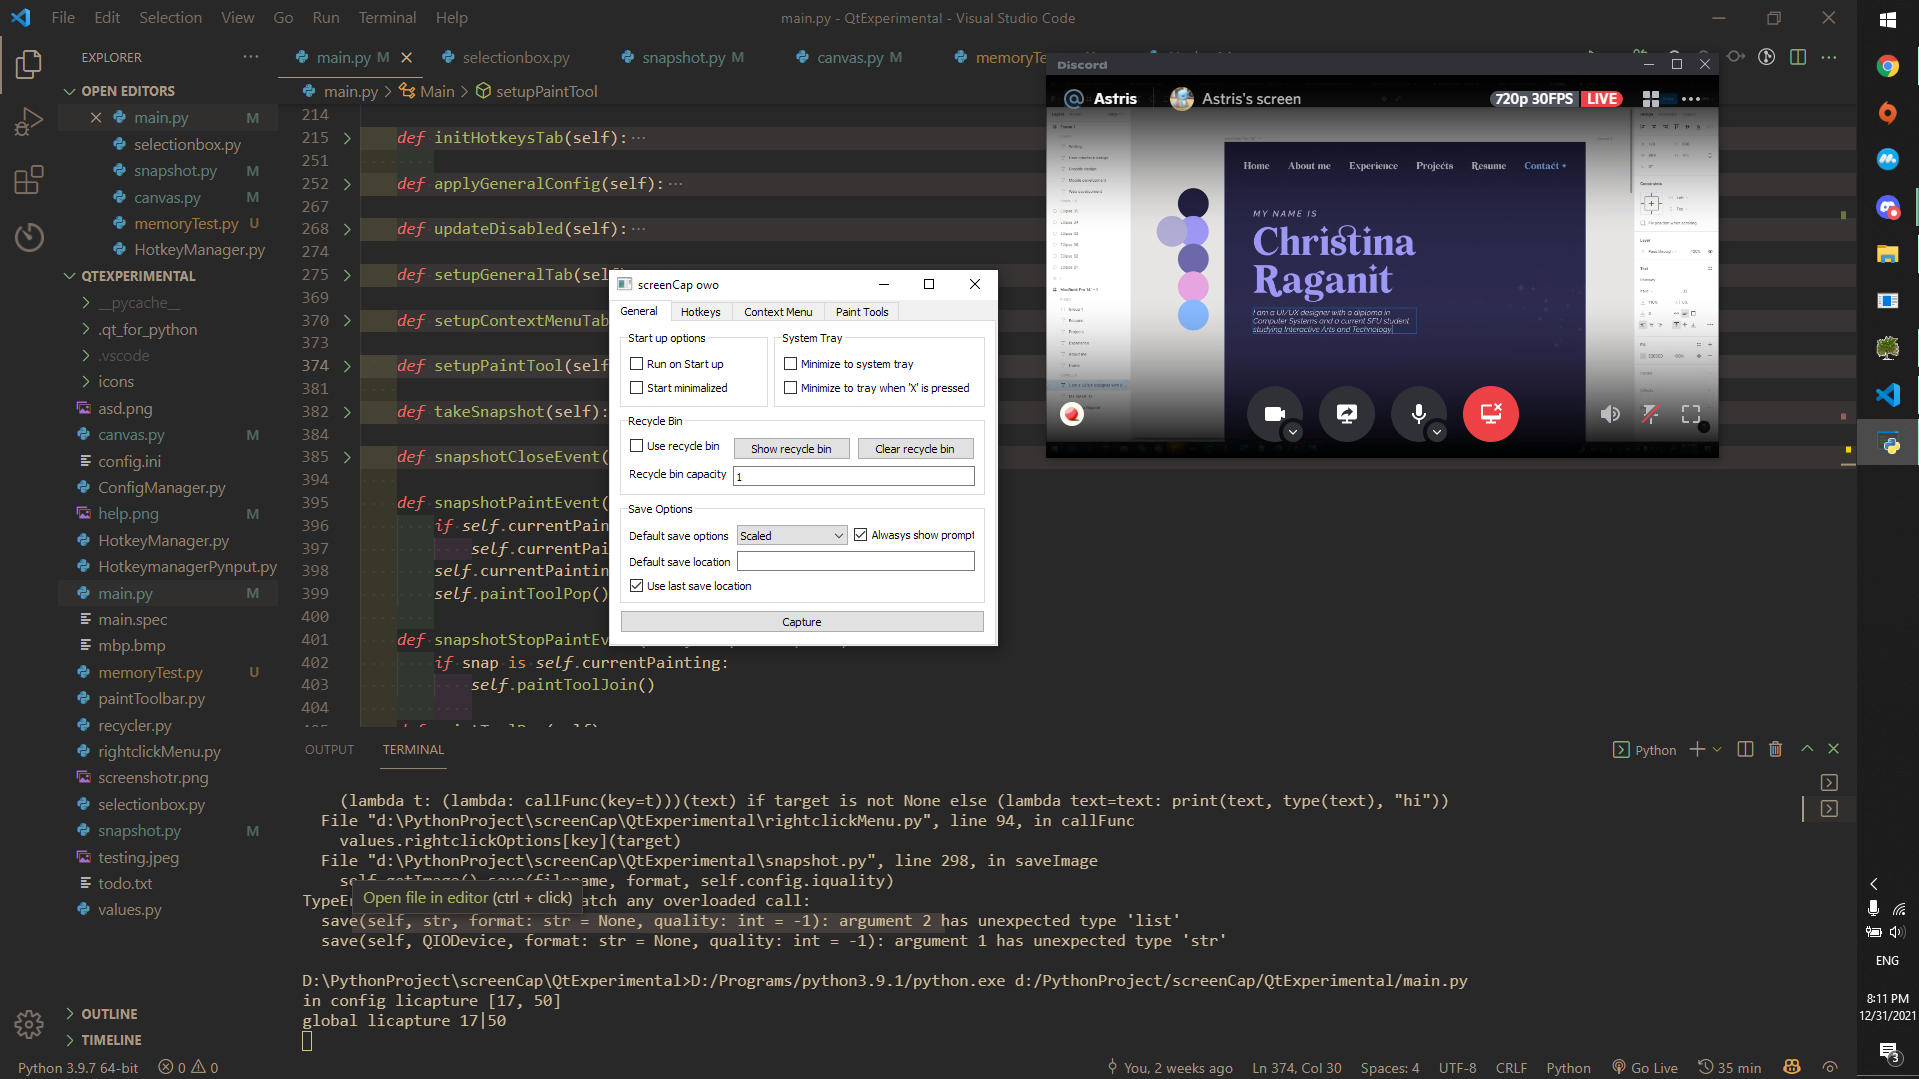 File Edit Selection View Go Run Terminal Help
main.py - QtExperimental - Visual Studio Code
EXPLORER
OPEN EDITORS
main.py M
selectionbox.py
snapshot.py M
canvas.py M
memoryTest.py U
HotkeyManager.py
QTEXPERIMENTAL
__pycache__
.qt_for_python
.vscode
icons
asd.png
canvas.py M
config.ini
ConfigManager.py
help.png M
HotkeyManager.py
HotkeymanagerPynput.py
main.py M
main.spec
mbp.bmp
memoryTest.py U
paintToolbar.py
recycler.py
rightclickMenu.py
screenshotr.png
selectionbox.py
snapshot.py M
testing.jpeg
todo.txt
values.py
OUTLINE
TIMELINE
main.py M
selectionbox.py
snapshot.py M
canvas.py M
memoryTe
main.py > Main > setupPaintTool
214
215 def initHotkeysTab(self):
251
252 def applyGeneralConfig(self):
267
268 def updateDisabled(self):
274
275 def setupGeneralTab(self
369
370 def setupContextMenuTab
373
374 def setupPaintTool(self
381
382 def takeSnapshot(self):
384
385 def snapshotCloseEvent(
394
395 def snapshotPaintEvent(
396 if self.currentPain
397 self.currentPai
398 self.currentPaintin
399 self.paintToolPop()
400
401 def snapshotStopPaintEv
402 if snap is self.currentPainting:
403 self.paintToolJoin()
404
screenCap owo
General Hotkeys Context Menu Paint Tools
Start up options
Run on Start up
Start minimalized
System Tray
Minimize to system tray
Minimize to tray when 'X' is pressed
Recycle Bin
Use recycle bin Show recycle bin Clear recycle bin
Recycle bin capacity 1
Save Options
Default save options Scaled Alwasys show prompt
Default save location
Use last save location
Capture
Discord
Astris Astris's screen 720p 30FPS LIVE
Home About me Experience Projects Resume Contact
MY NAME IS
Christina
Raganit
I am a UI/UX designer with a diploma in
Computer Systems and a current SFU student
studying Interactive Arts and Technology
OUTPUT TERMINAL
Python
(lambda t: (lambda: callFunc(key=t)))(text) if target is not None else (lambda text=text: print(text, type(text), "hi"))
File "d:\PythonProject\screenCap\QtExperimental\rightclickMenu.py", line 94, in callFunc
values.rightclickOptions[key](target)
File "d:\PythonProject\screenCap\QtExperimental\snapshot.py", line 298, in saveImage
self.getImage().save(filename, format, self.config.iquality)
TypeEr
Open file in editor (ctrl + click)
atch any overloaded call:
save(self, str, format: str = None, quality: int = -1): argument 2 has unexpected type 'list'
save(self, QIODevice, format: str = None, quality: int = -1): argument 1 has unexpected type 'str'
D:\PythonProject\screenCap\QtExperimental>D:/Programs/python3.9.1/python.exe d:/PythonProject/screenCap/QtExperimental/main.py
in config licapture [17, 50]
global licapture 17|50
Python 3.9.7 64-bit 0 0
You, 2 weeks ago Ln 374, Col 30 Spaces: 4 UTF-8 CRLF Python Go Live 35 min
ENG
8:11 PM
12/31/2021
3